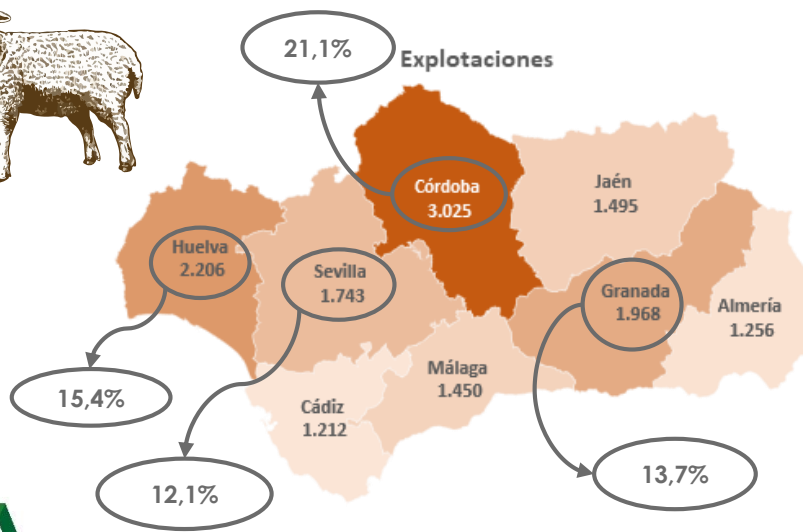 21,1%
Explotaciones
Córdoba
3.025
Jaén
1.495
Huelva
2.206
Sevilla
1.743
Granada
1.968
Almería
1.256
Málaga
1.450
15,4%
Cádiz
1.212
12,1%
13,7%